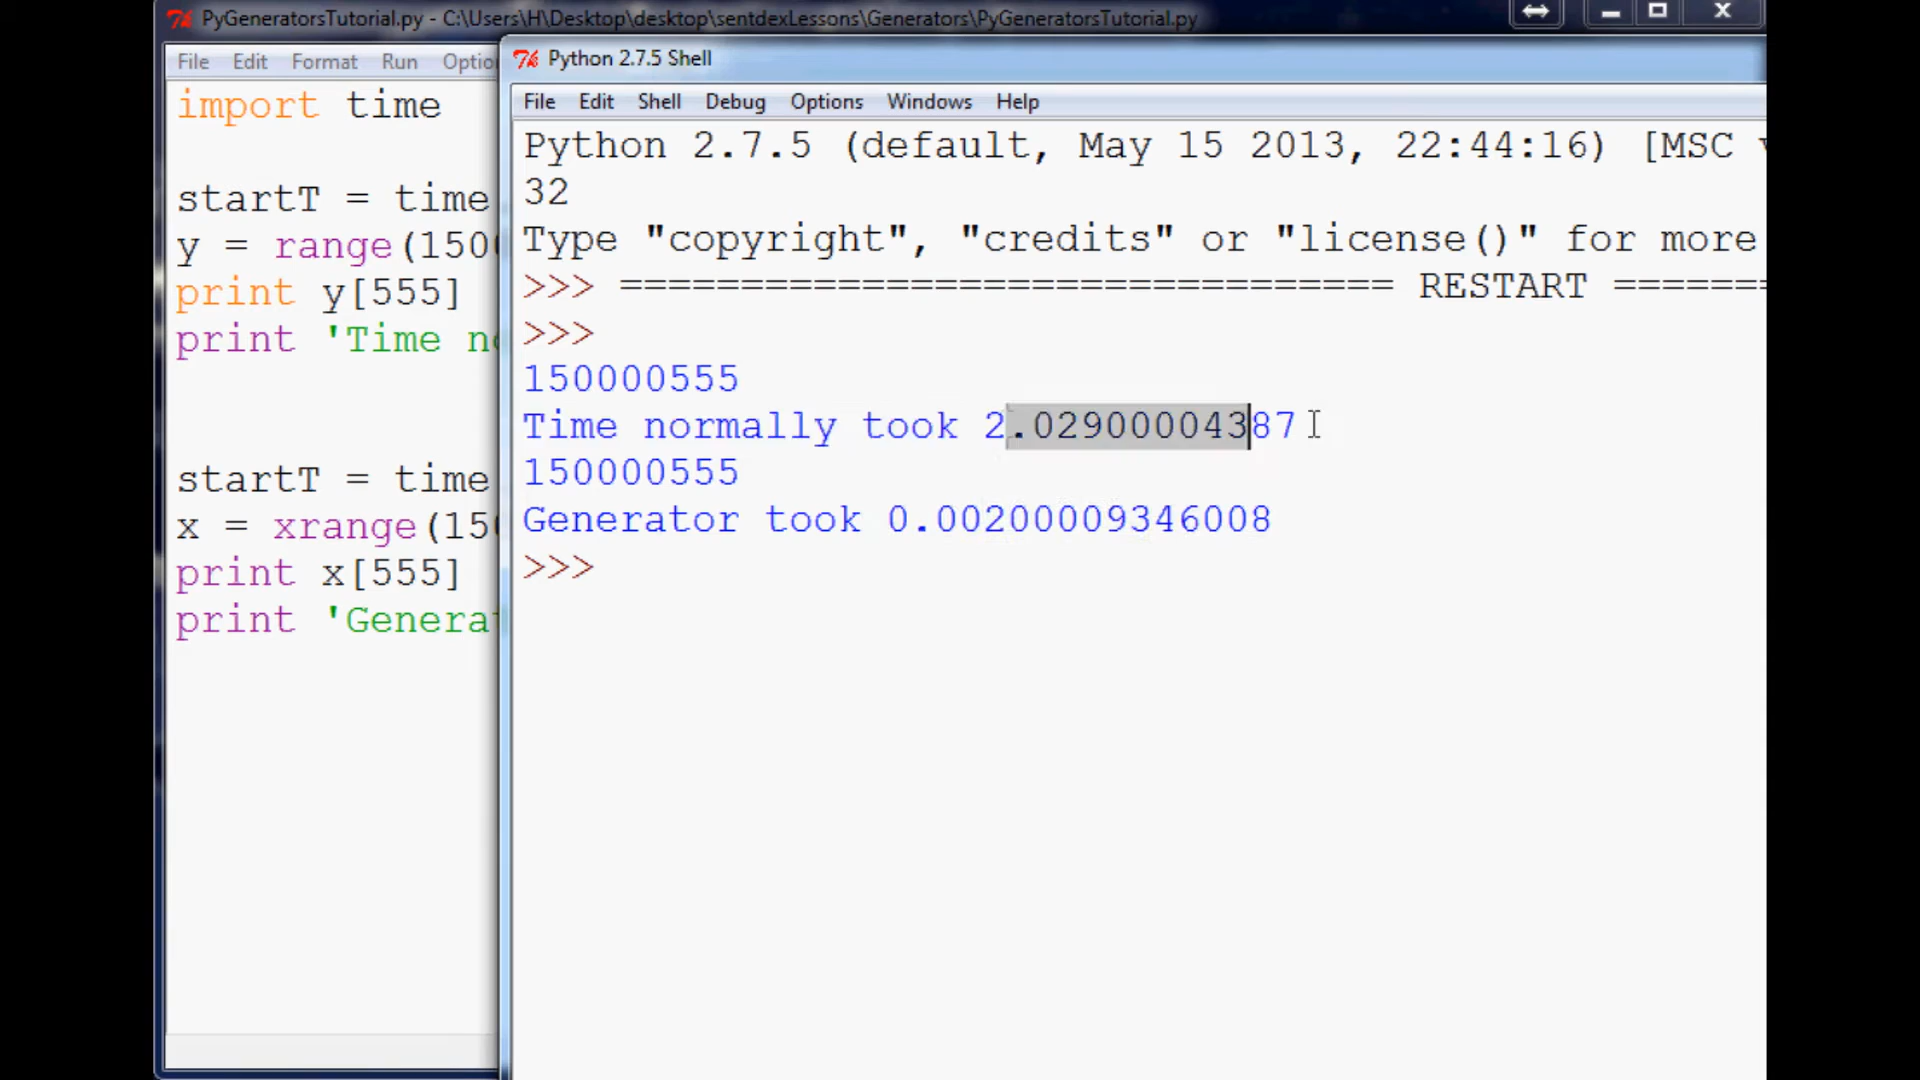 PyGeneratorsTutorial.py - C:\Users\H\Desktop\desktop\sentdexLessons\Generators\PyGeneratorsTutorial.py
File Edit Format Run Optio
import time
startT = time
y = range(150
print y[555]
print 'Time n
startT = time
x = xrange(15
print x[555]
print 'Genera
Python 2.7.5 Shell
File Edit Shell Debug Options Windows Help
Python 2.7.5 (default, May 15 2013, 22:44:16) [MSC v
32
Type "copyright", "credits" or "license()" for more
>>> ================================ RESTART =======
>>>
150000555
Time normally took 2.02900004387
150000555
Generator took 0.00200009346008
>>>